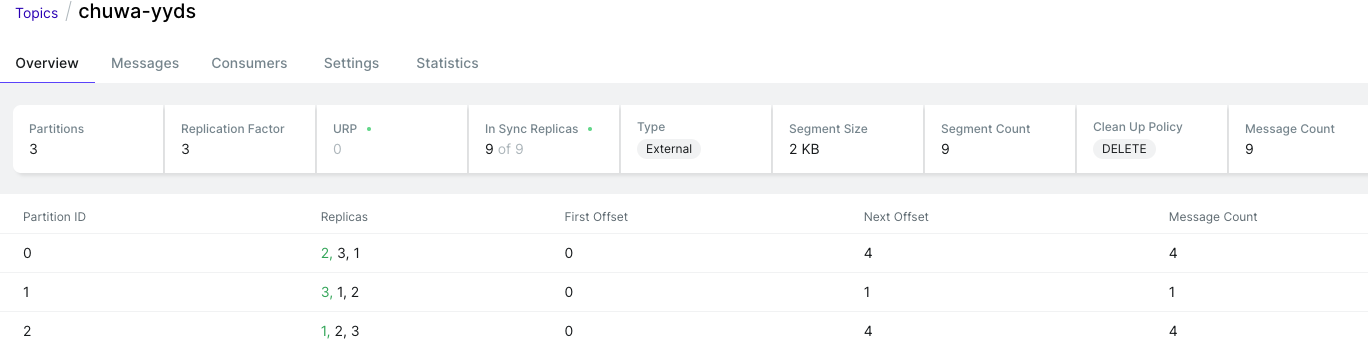 Topics / chuwa-yyds
Overview Messages Consumers Settings Statistics
Partitions Replication Factor URP In Sync Replicas Type Segment Size Segment Count Clean Up Policy Message Count
3 3 0 9 of 9 External 2 KB 9 DELETE 9
Partition ID Replicas First Offset Next Offset Message Count
0 2, 3, 1 0 4 4
1 3, 1, 2 0 1 1
2 1, 2, 3 0 4 4